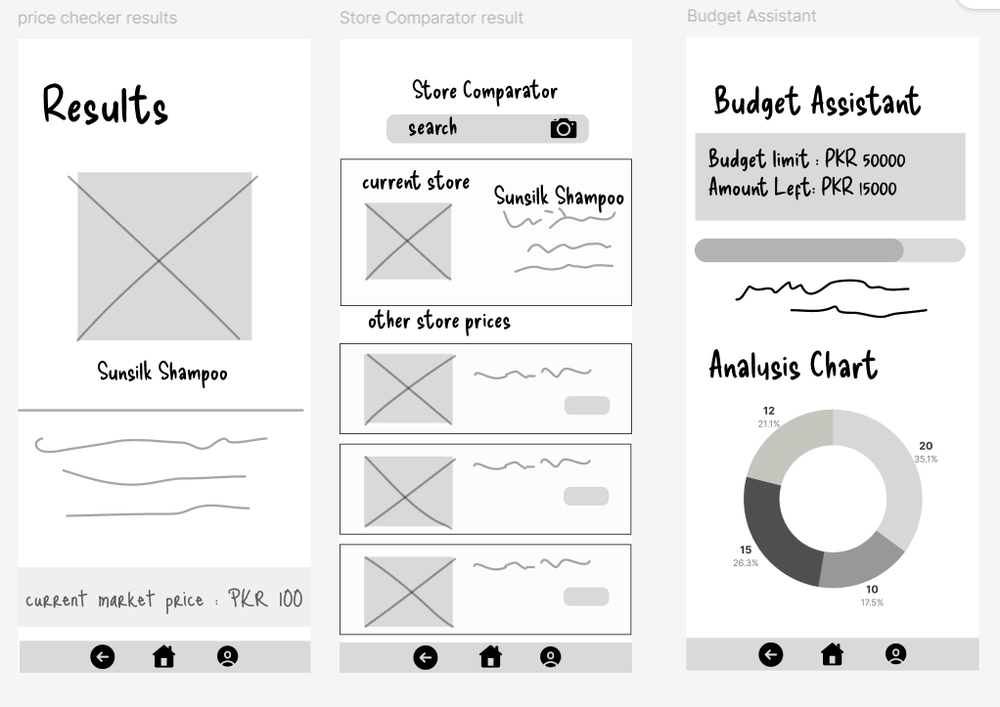 price checker results
Results
Sunsilk Shampoo
current market price : PKR 100
Store Comparator result
Store Comparator
search
current store
Sunsilk Shampoo
other store prices
Budget Assistant
Budget Assistant
Budget limit : PKR 50000
Amount Left: PKR 15000
Analysis Chart
12
21.1%
20
35.1%
15
26.3%
10
17.5%